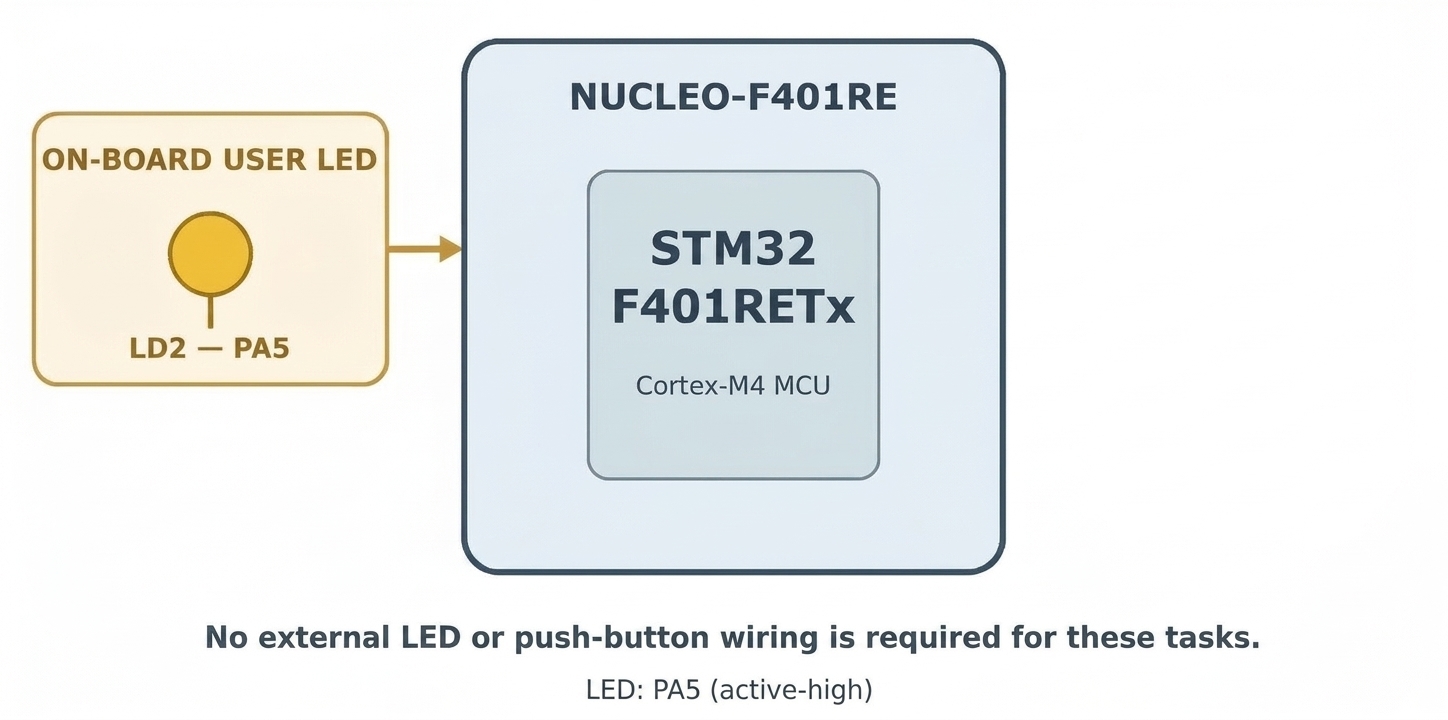 NUCLEO-F401RE
ON-BOARD USER LED
LD2 — PA5
STM32
F401RETx
Cortex-M4 MCU
No external LED or push-button wiring is required for these tasks.
LED: PA5 (active-high)